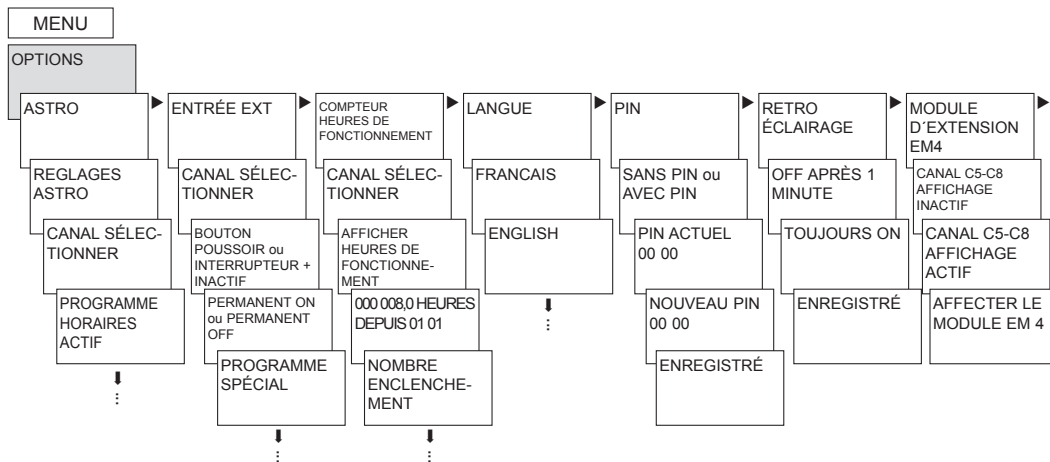 MENU
OPTIONS
ASTRO
REGLAGES
ASTRO
CANAL SÉLEC-
TIONNER
PROGRAMME
HORAIRES
ACTIF
ENTRÉE EXT
CANAL SÉLEC-
TIONNER
BOUTON
POUSSOIR ou
INTERRUPTEUR +
INACTIF
PERMANENT ON
ou PERMANENT
OFF
PROGRAMME
SPÉCIAL
COMPTEUR
HEURES DE
FONCTIONNEMENT
CANAL SÉLEC-
TIONNER
AFFICHER
HEURES DE
FONCTIONNE-
MENT
000 008,0 HEURES
DEPUIS 01 01
NOMBRE
ENCLENCHE-
MENT
LANGUE
FRANCAIS
ENGLISH
PIN
SANS PIN ou
AVEC PIN
PIN ACTUEL
00 00
NOUVEAU PIN
00 00
ENREGISTRÉ
RETRO
ÉCLAIRAGE
OFF APRÈS 1
MINUTE
TOUJOURS ON
ENREGISTRÉ
MODULE
D´EXTENSION
EM4
CANAL C5-C8
AFFICHAGE
INACTIF
CANAL C5-C8
AFFICHAGE
ACTIF
AFFECTER LE
MODULE EM 4